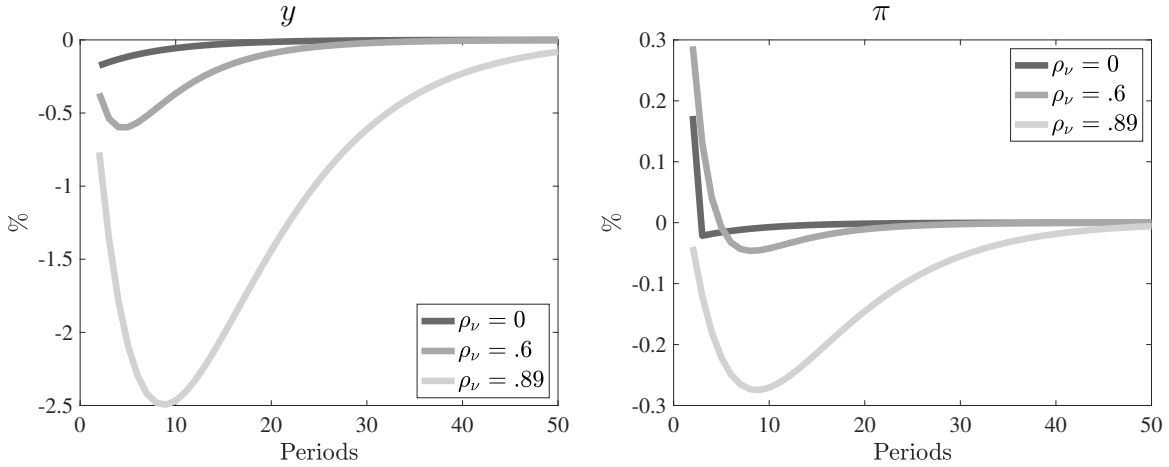 y
0
-0.5
-1
-1.5
-2
-2.5
%
0 10 20 30 40 50
Periods
ρ_ν = 0
ρ_ν = .6
ρ_ν = .89
π
0.3
0.2
0.1
0
-0.1
-0.2
-0.3
%
0 10 20 30 40 50
Periods
ρ_ν = 0
ρ_ν = .6
ρ_ν = .89